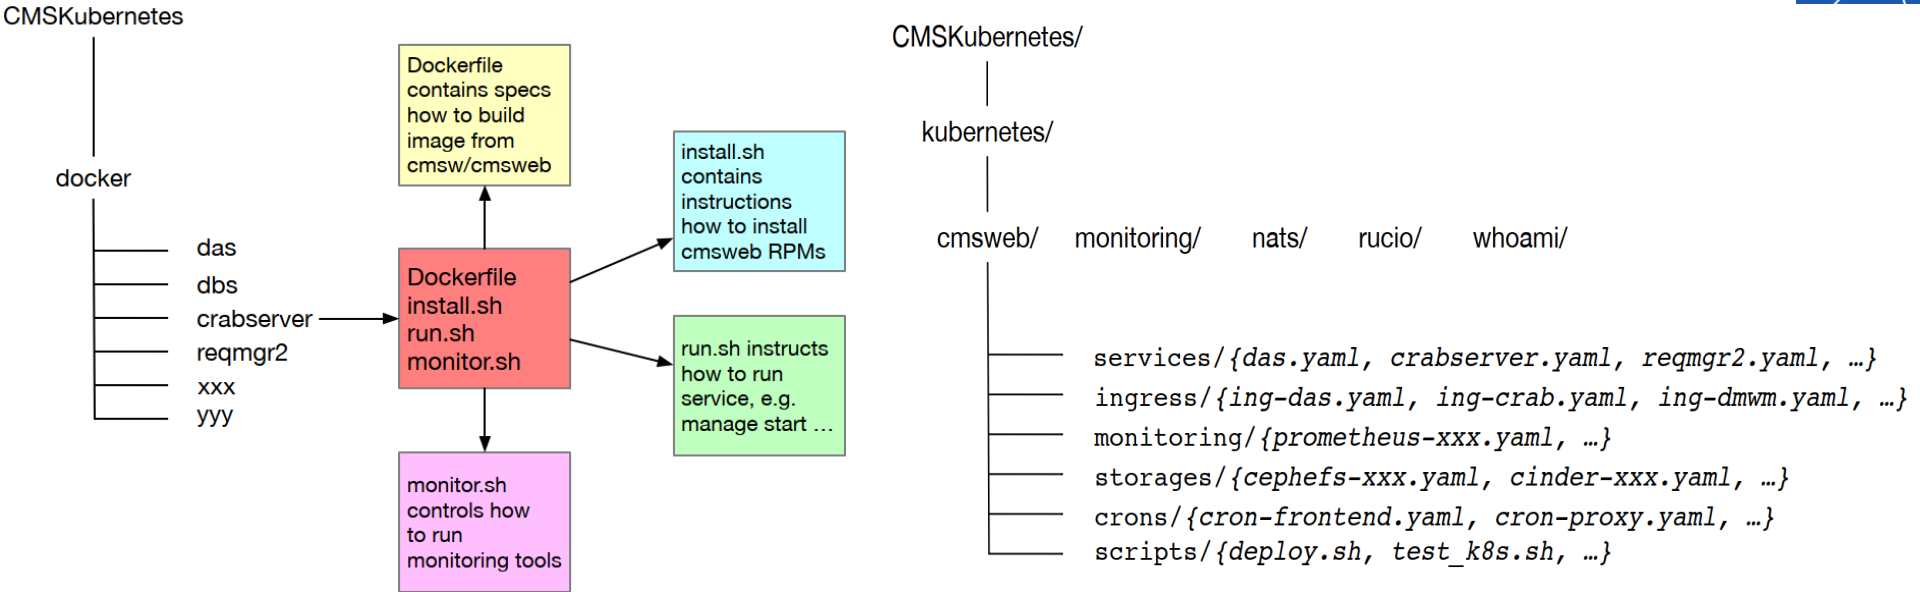 CMSKubernetes
docker
das
dbs
crabserver
reqmgr2
xxx
yyy
Dockerfile
contains specs
how to build
image from
cmsw/cmsweb
Dockerfile
install.sh
run.sh
monitor.sh
monitor.sh
controls how
to run
monitoring tools
install.sh
contains
instructions
how to install
cmsweb RPMs
run.sh instructs
how to run
service, e.g.
manage start …
CMSKubernetes/
kubernetes/
cmsweb/ monitoring/ nats/ rucio/ whoami/
services/{das.yaml, crabserver.yaml, reqmgr2.yaml, …}
ingress/{ing-das.yaml, ing-crab.yaml, ing-dmwm.yaml, …}
monitoring/{prometheus-xxx.yaml, …}
storages/{cephefs-xxx.yaml, cinder-xxx.yaml, …}
crons/{cron-frontend.yaml, cron-proxy.yaml, …}
scripts/{deploy.sh, test_k8s.sh, …}